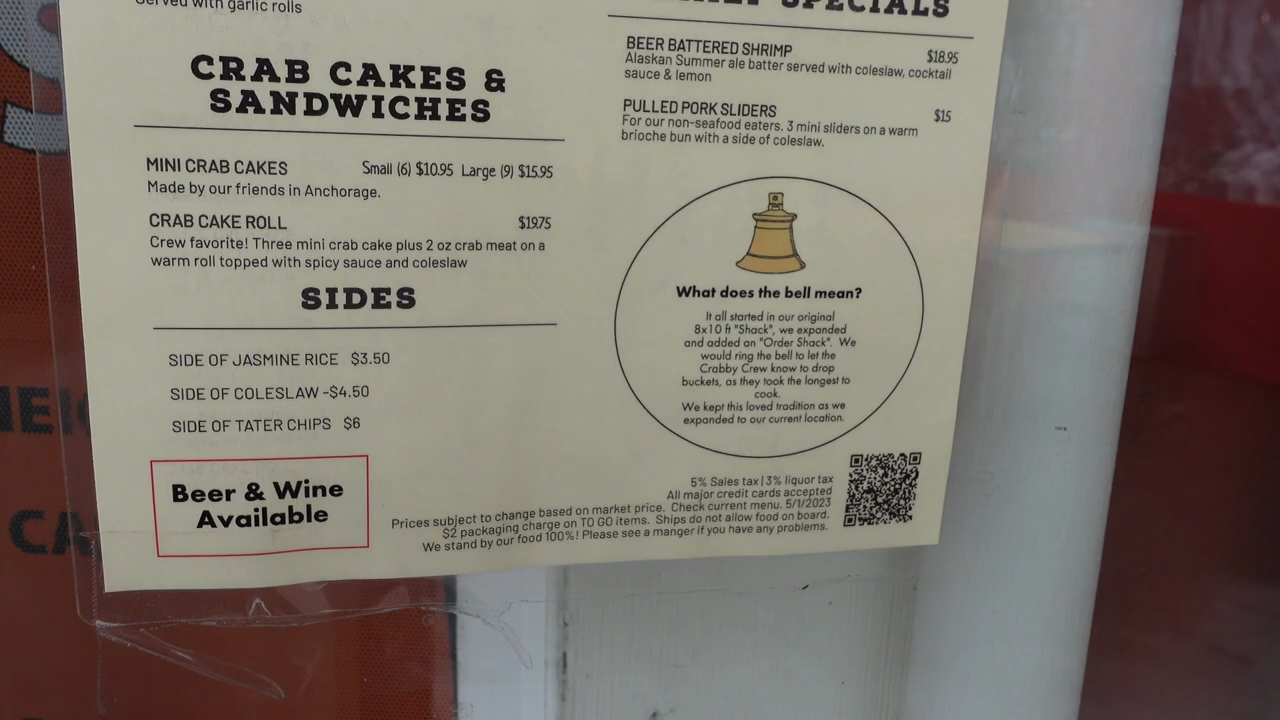 Served with garlic rolls
CRAB CAKES &
SANDWICHES
MINI CRAB CAKES Small (6) $10.95 Large (9) $15.95
Made by our friends in Anchorage.
CRAB CAKE ROLL $19.75
Crew favorite! Three mini crab cake plus 2 oz crab meat on a
warm roll topped with spicy sauce and coleslaw
SIDES
SIDE OF JASMINE RICE $3.50
SIDE OF COLESLAW -$4.50
SIDE OF TATER CHIPS $6
Beer & Wine
Available
SPECIALS
BEER BATTERED SHRIMP $18.95
Alaskan Summer ale batter served with coleslaw, cocktail
sauce & lemon
PULLED PORK SLIDERS $15
For our non-seafood eaters. 3 mini sliders on a warm
brioche bun with a side of coleslaw.
What does the bell mean?
It all started in our original
8x10 ft "Shack", we expanded
and added an "Order Shack". We
would ring the bell to let the
Crabby Crew know to drop
buckets, as they took the longest to
cook.
We kept this loved tradition as we
expanded to our current location.
5% Sales tax|3% liquor tax
All major credit cards accepted
Prices subject to change based on market price. Check current menu. 5/1/2023
$2 packaging charge on TO GO items. Ships do not allow food on board.
We stand by our food 100%! Please see a manger if you have any problems.